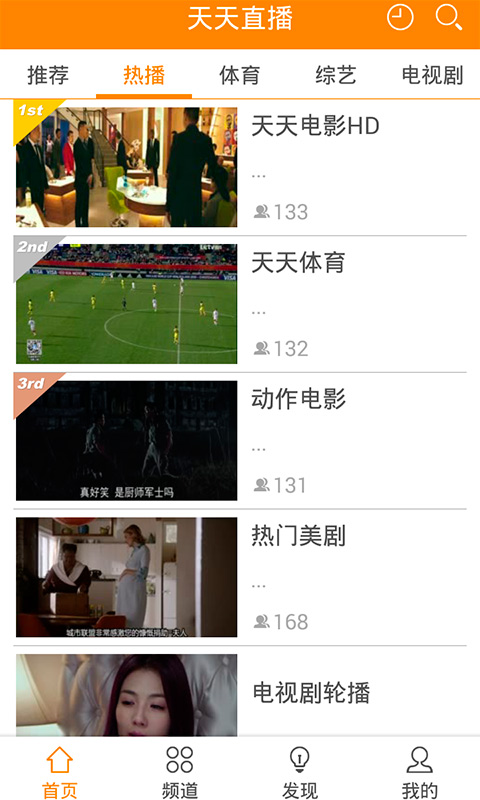 天天直播
推荐 热播 体育 综艺 电视剧
1st
天天电影HD
...
133
2nd
天天体育
...
132
VISA
3rd
动作电影
...
131
真好笑 是厨师军士吗
热门美剧
...
168
城市联盟非常感激您的慷慨捐助,夫人
电视剧轮播
首页 频道 发现 我的